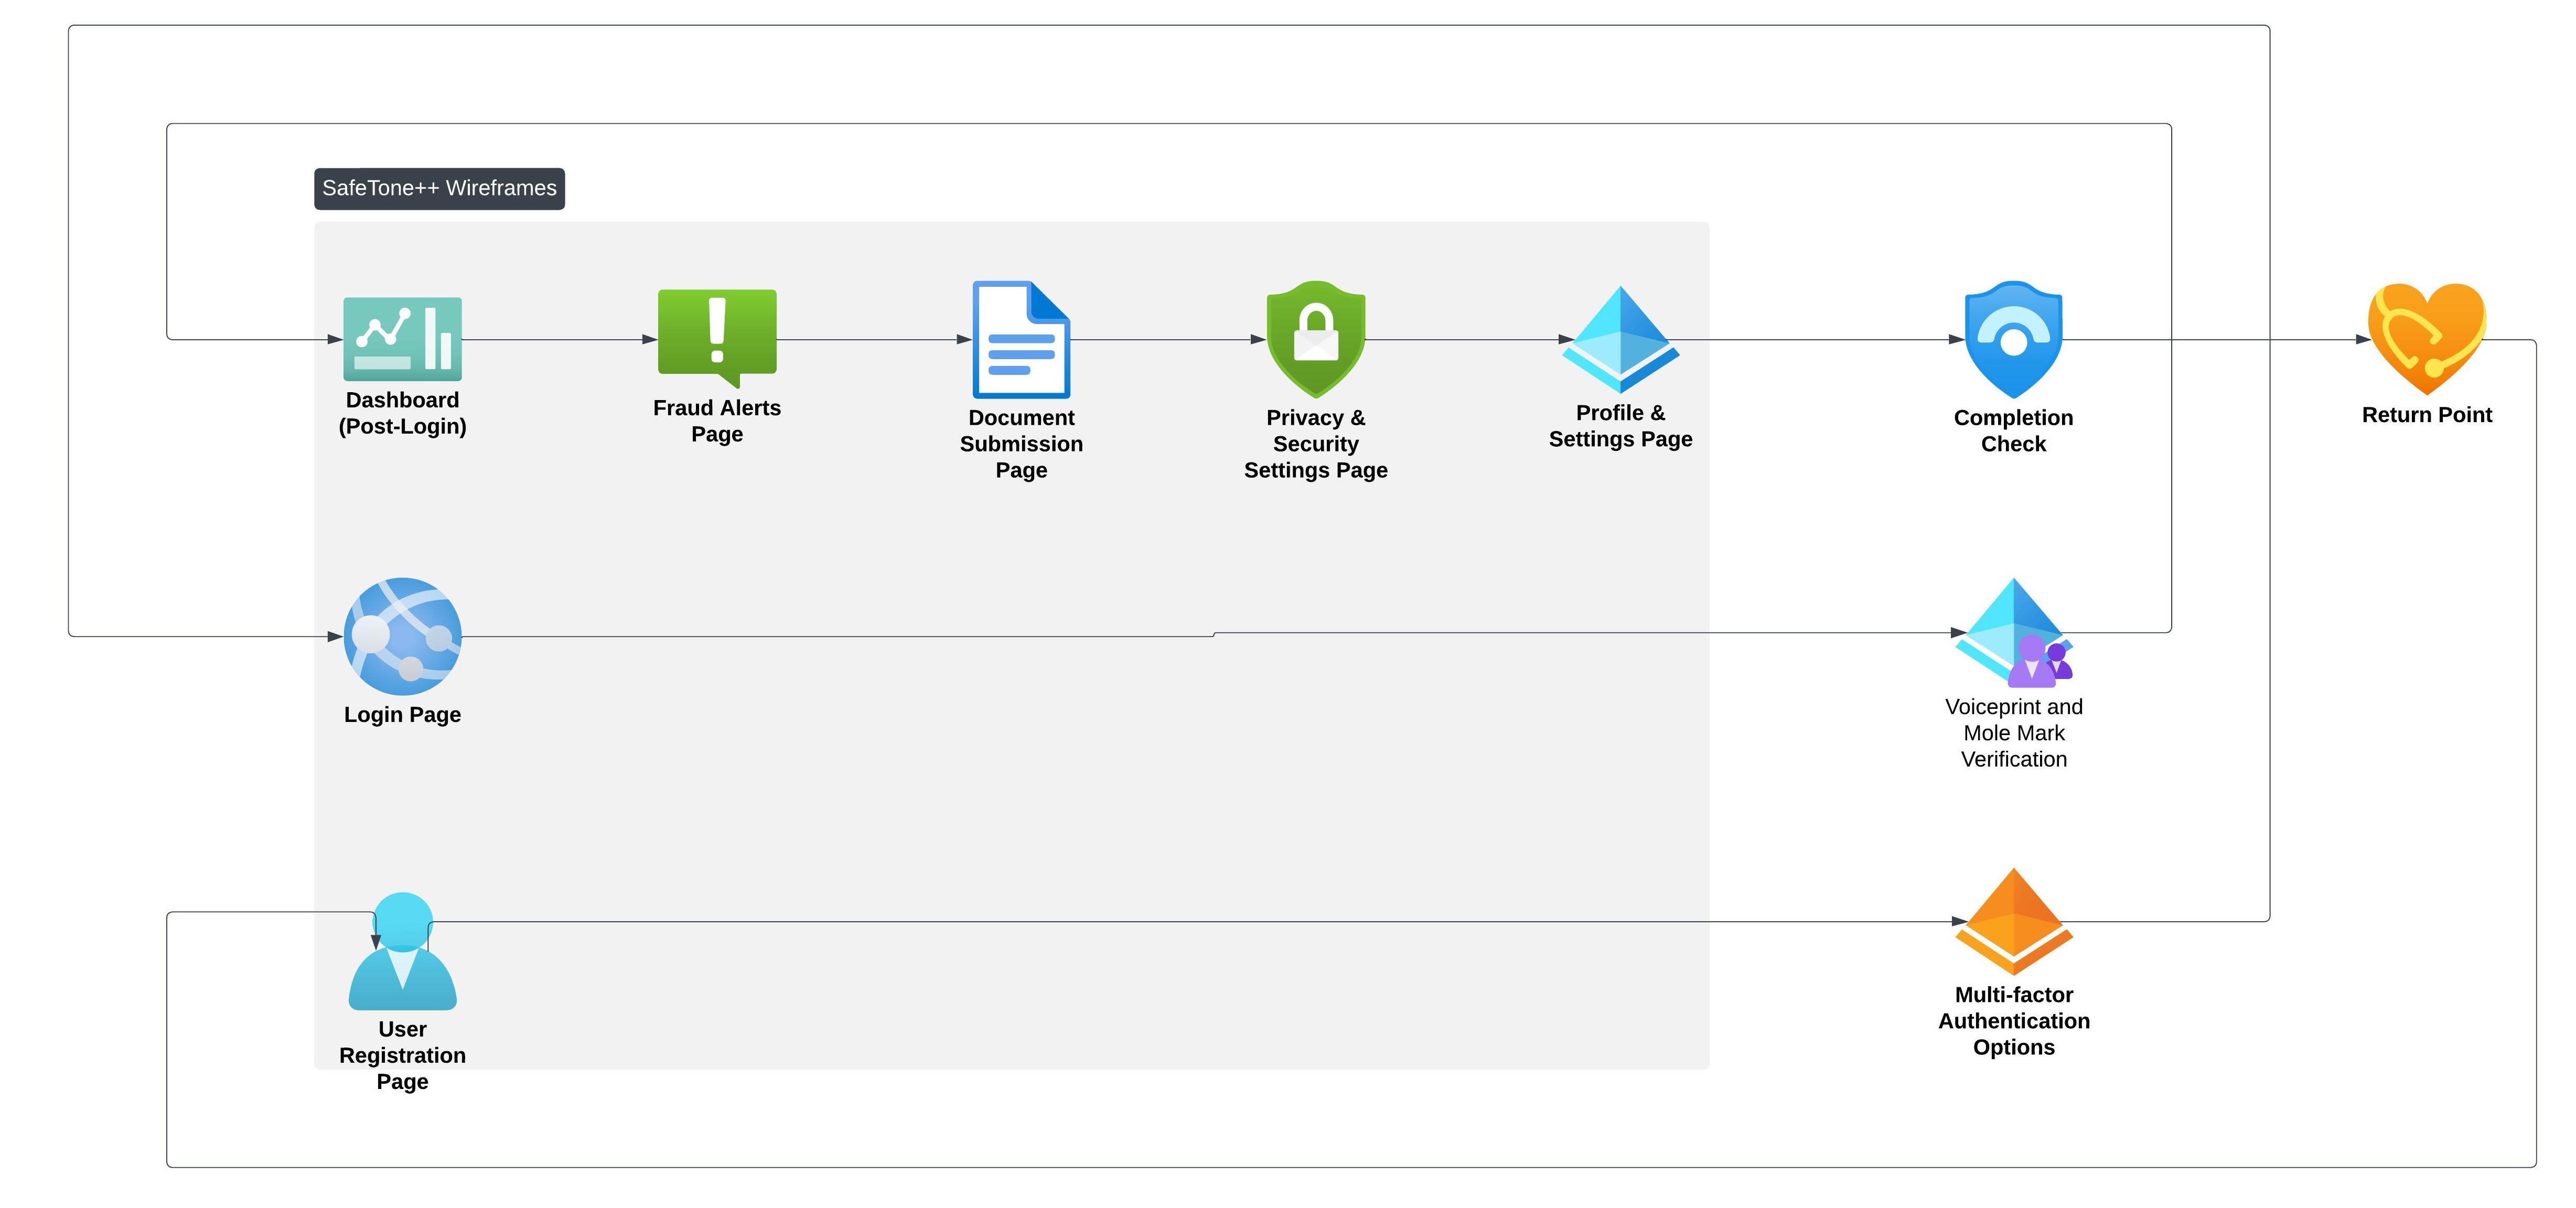 SafeTone++ Wireframes
Dashboard
(Post-Login)
Fraud Alerts
Page
Document
Submission
Page
Privacy &
Security
Settings Page
Profile &
Settings Page
Completion
Check
Return Point
Login Page
Voiceprint and
Mole Mark
Verification
User
Registration
Page
Multi-factor
Authentication
Options